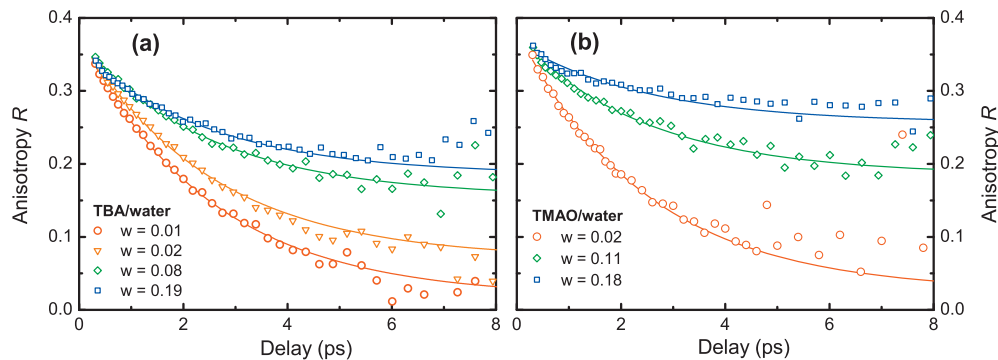 0.4
0.3
0.2
0.1
0.0
Anisotropy R
(a)
TBA/water
w = 0.01
w = 0.02
w = 0.08
w = 0.19
0 2 4 6 8
Delay (ps)
(b)
TMAO/water
w = 0.02
w = 0.11
w = 0.18
0 2 4 6 8
Delay (ps)
0.4
0.3
0.2
0.1
0.0
Anisotropy R